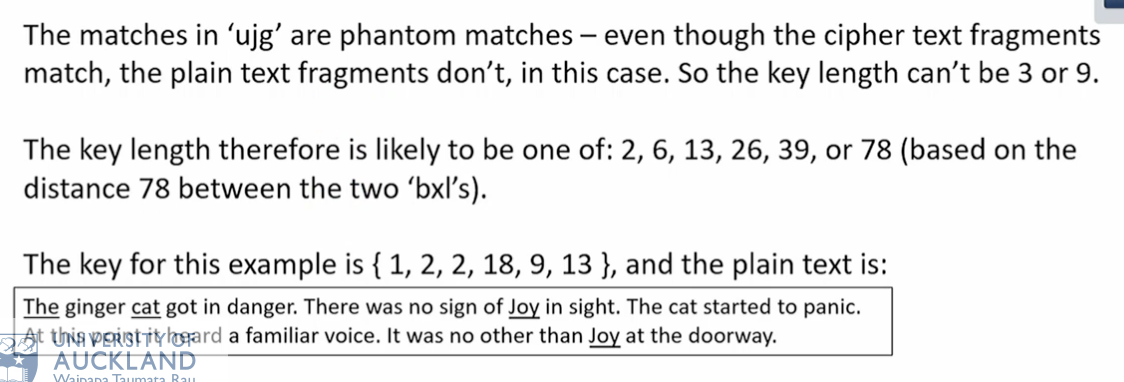 The matches in ‘ujg’ are phantom matches – even though the cipher text fragments
match, the plain text fragments don’t, in this case. So the key length can’t be 3 or 9.
The key length therefore is likely to be one of: 2, 6, 13, 26, 39, or 78 (based on the
distance 78 between the two ‘bxl’s).
The key for this example is { 1, 2, 2, 18, 9, 13 }, and the plain text is:
The ginger cat got in danger. There was no sign of Joy in sight. The cat started to panic.
At this point it heard a familiar voice. It was no other than Joy at the doorway.
UNIVERSITY OF
AUCKLAND
Waipapa Taumata Rau